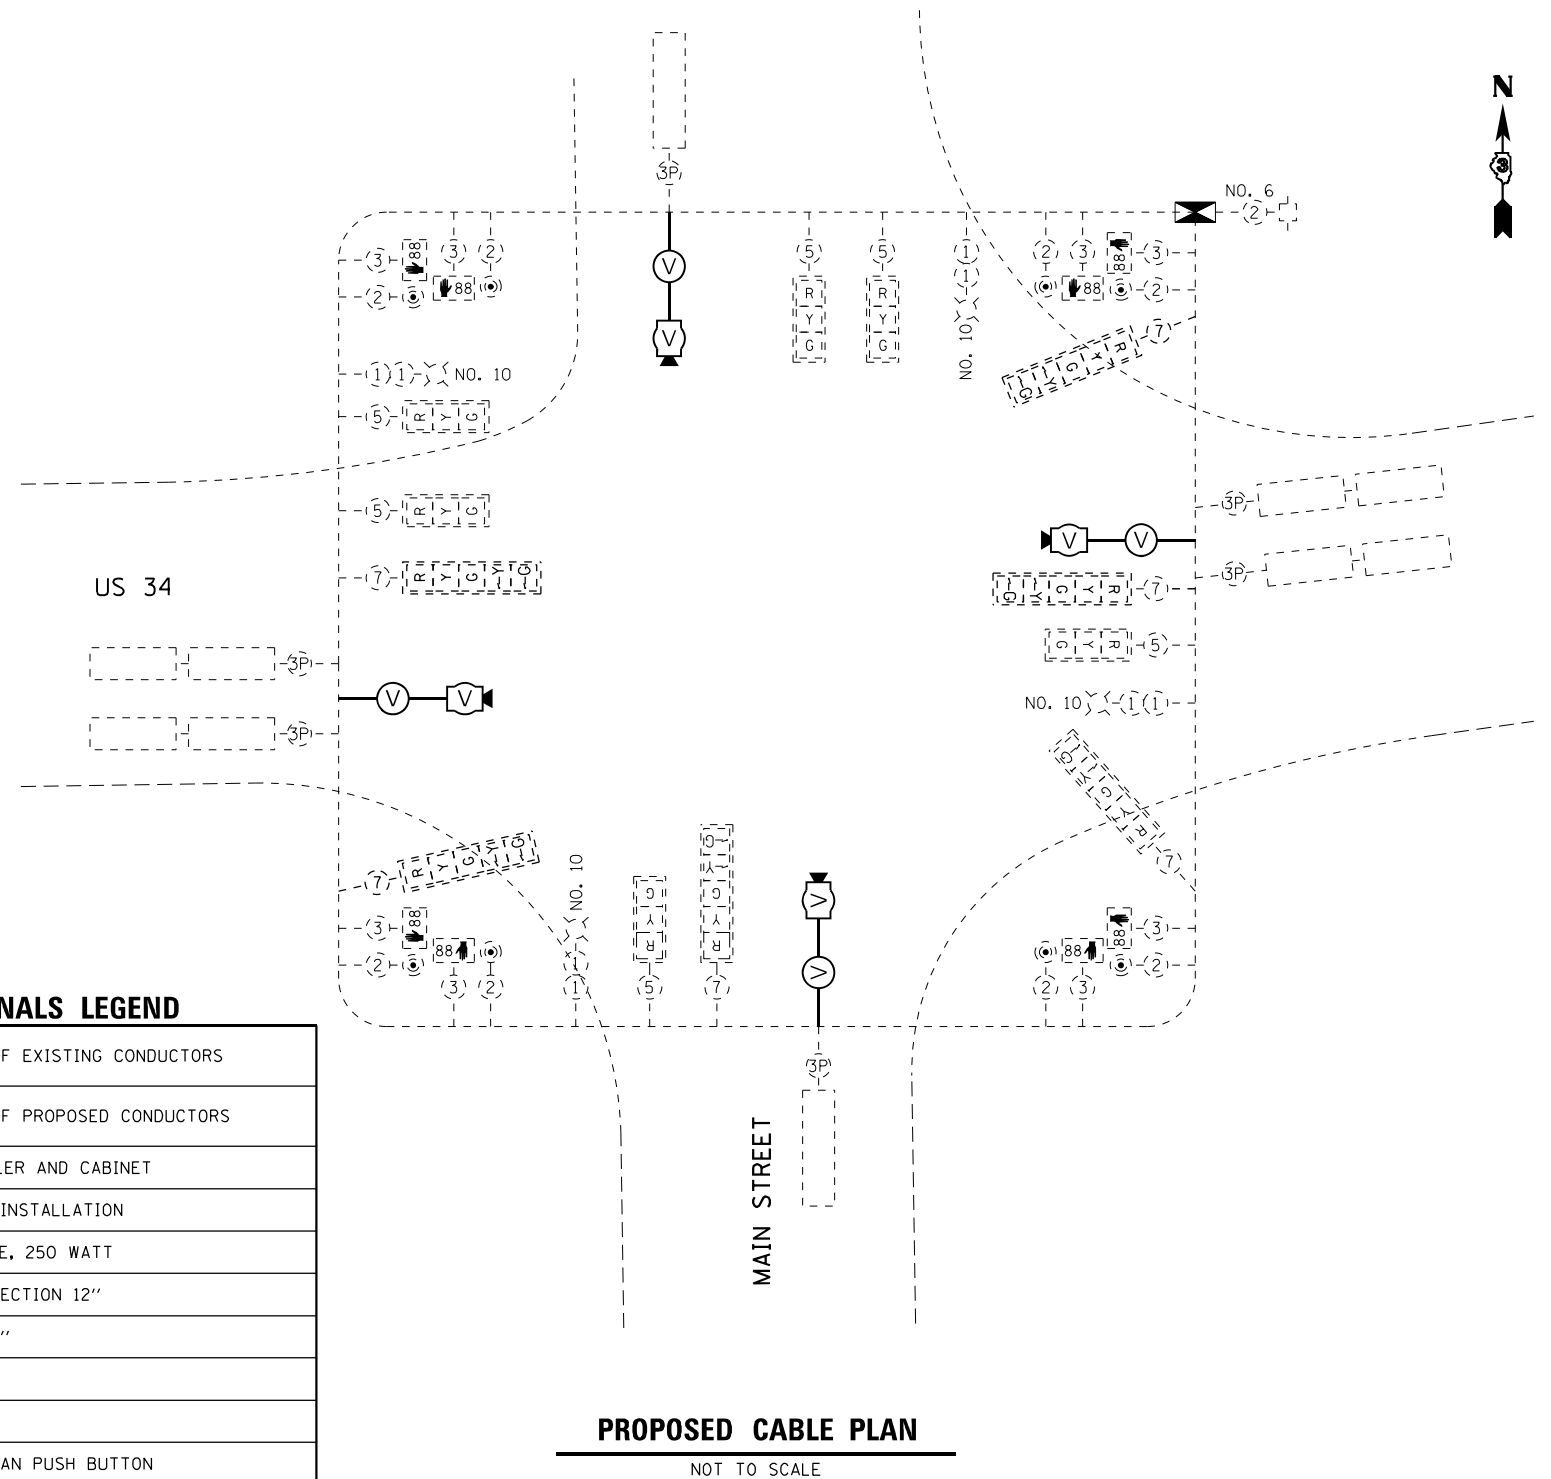 N
3
NO. 6
2
3P
88
3
2
V
5
5
1
2
3
88
3
3
1
2
88
88
2
R
R
7
Y
Y
NO. 10
G
G
V
R Y G Y G
1 1 NO. 10
5 R Y G
5 R Y G
3P
V V
3P
7 R Y G Y G
G Y G Y R 7
US 34
G Y R 5
3P
V V
NO. 10 1 1
3P
R Y G Y G 7
7 R Y G Y G
NO. 10
G
Y
G
G
V
Y
Y
3
88
R
R
88
3
88
88
2
1
V
2
3
2
1
5
7
2
3
NALS LEGEND
F EXISTING CONDUCTORS
3P
F PROPOSED CONDUCTORS
LER AND CABINET
MAIN STREET
INSTALLATION
E, 250 WATT
ECTION 12"
"
PROPOSED CABLE PLAN
AN PUSH BUTTON
NOT TO SCALE